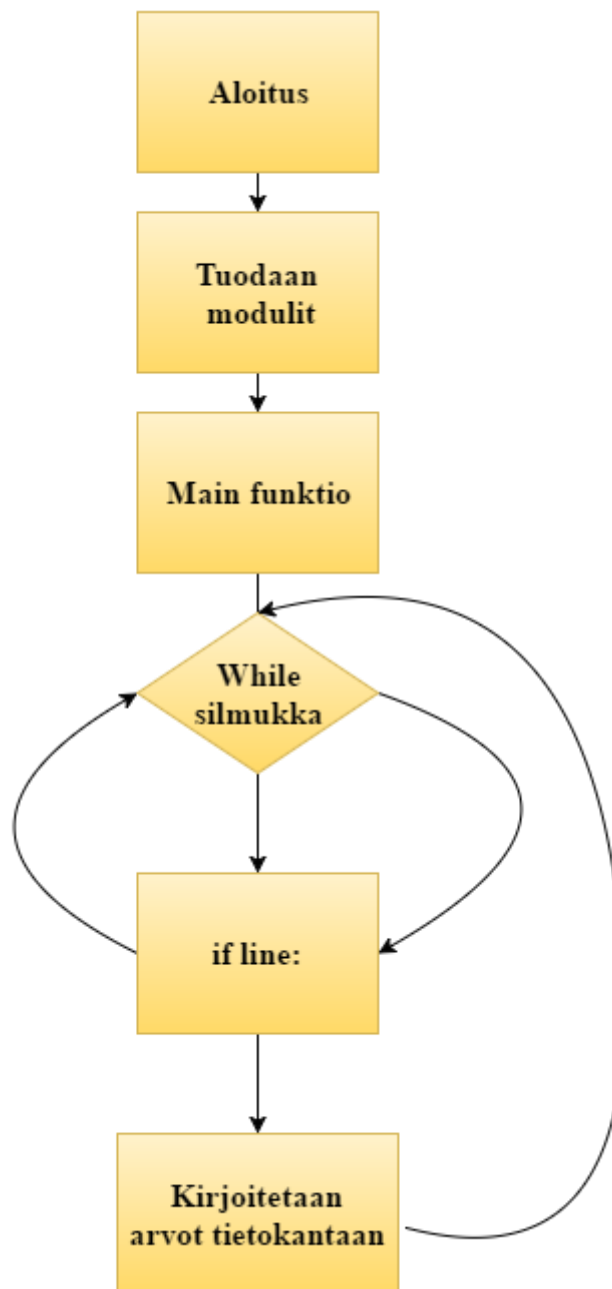 Aloitus
Tuodaan
modulit
Main funktio
While
silmukka
if line:
Kirjoitetaan
arvot tietokantaan